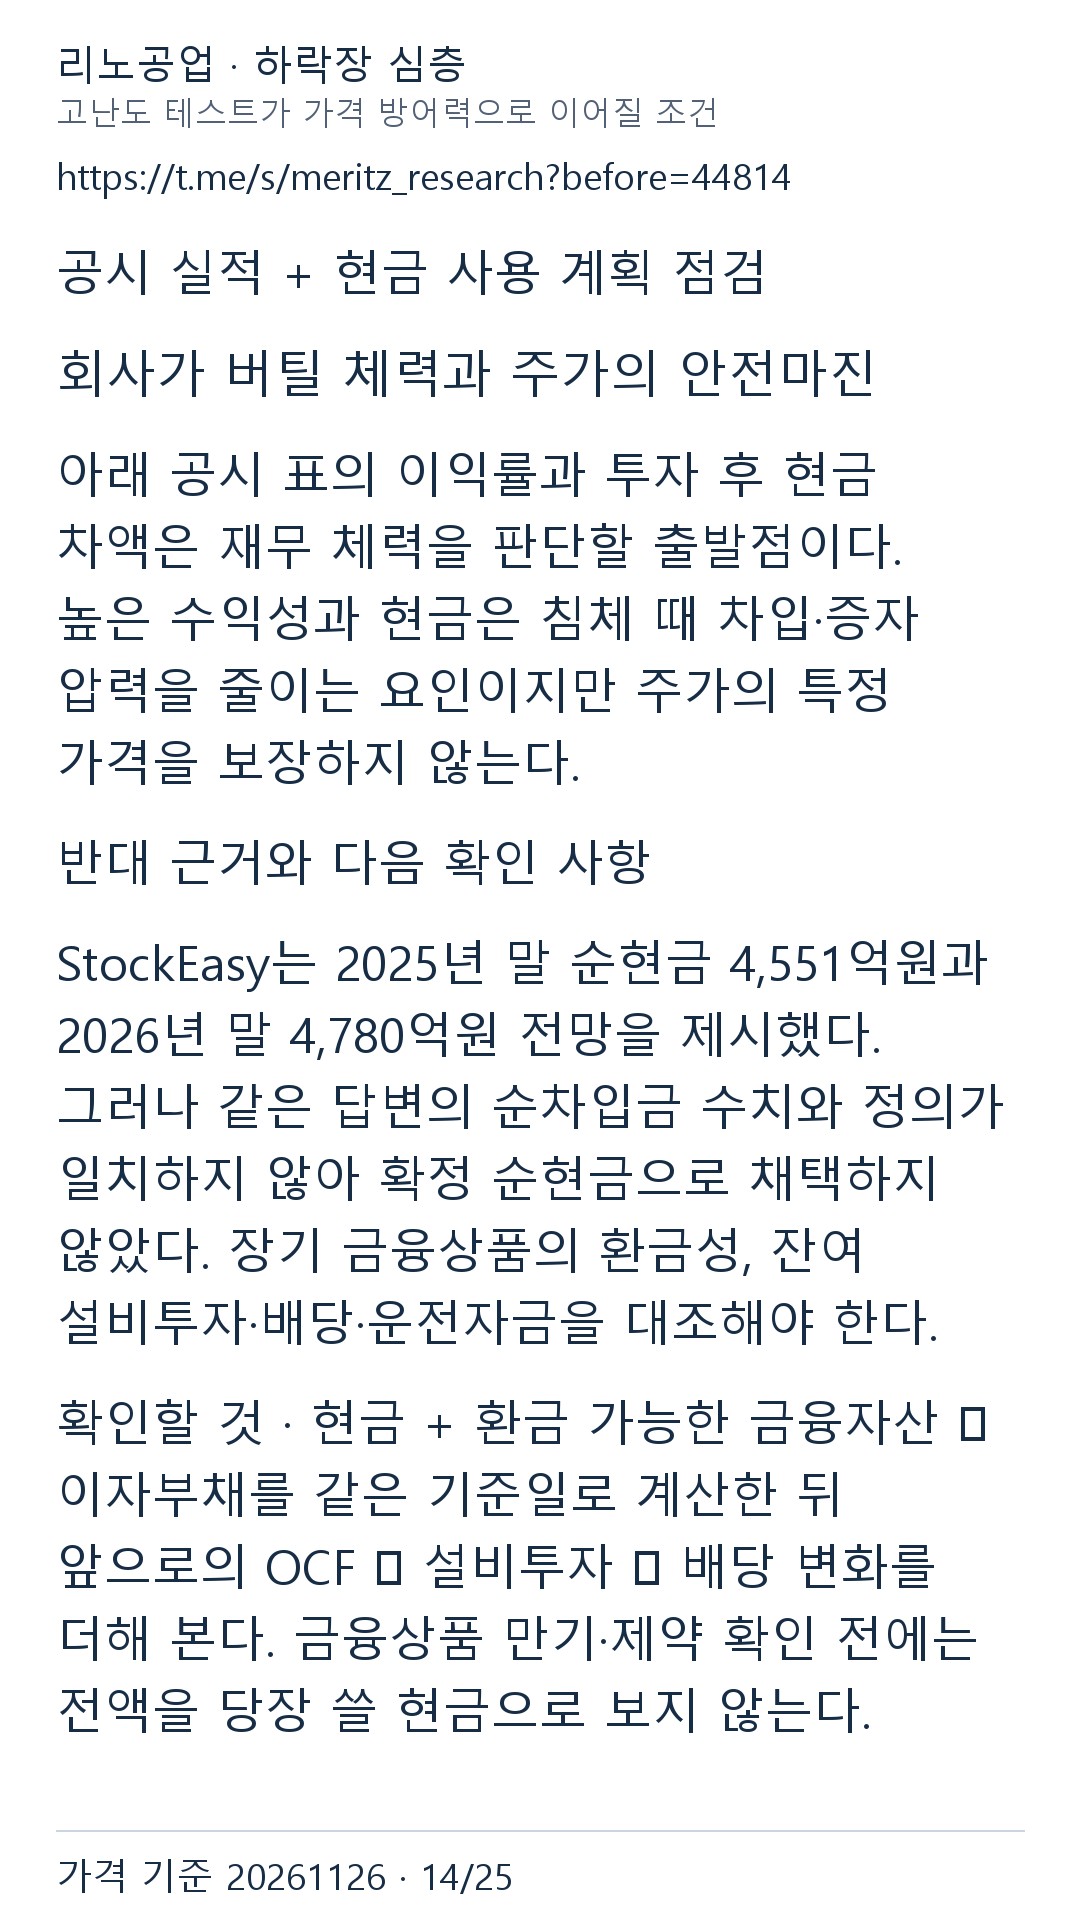 리노공업 · 하락장 심층
고난도 테스트가 가격 방어력으로 이어질 조건
https://t.me/s/meritz_research?before=44814
공시 실적 + 현금 사용 계획 점검
회사가 버틸 체력과 주가의 안전마진
아래 공시 표의 이익률과 투자 후 현금
차액은 재무 체력을 판단할 출발점이다.
높은 수익성과 현금은 침체 때 차입·증자
압력을 줄이는 요인이지만 주가의 특정
가격을 보장하지 않는다.
반대 근거와 다음 확인 사항
StockEasy는 2025년 말 순현금 4,551억원과
2026년 말 4,780억원 전망을 제시했다.
그러나 같은 답변의 순차입금 수치와 정의가
일치하지 않아 확정 순현금으로 채택하지
않았다. 장기 금융상품의 환금성, 잔여
설비투자·배당·운전자금을 대조해야 한다.
확인할 것 · 현금 + 환금 가능한 금융자산 □
이자부채를 같은 기준일로 계산한 뒤
앞으로의 OCF □ 설비투자 □ 배당 변화를
더해 본다. 금융상품 만기·제약 확인 전에는
전액을 당장 쓸 현금으로 보지 않는다.
가격 기준 20261126 · 14/25